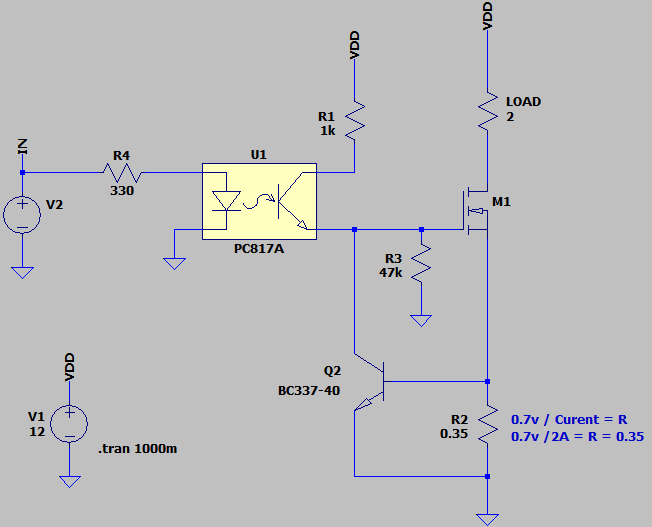 VDD
VDD
R1
1k
LOAD
2
IN
R4
330
U1
V2
M1
PC817A
R3
47k
Q2
BC337-40
VDD
V1
12
.tran 1000m
R2
0.35
0.7v / Curent = R
0.7v /2A = R = 0.35